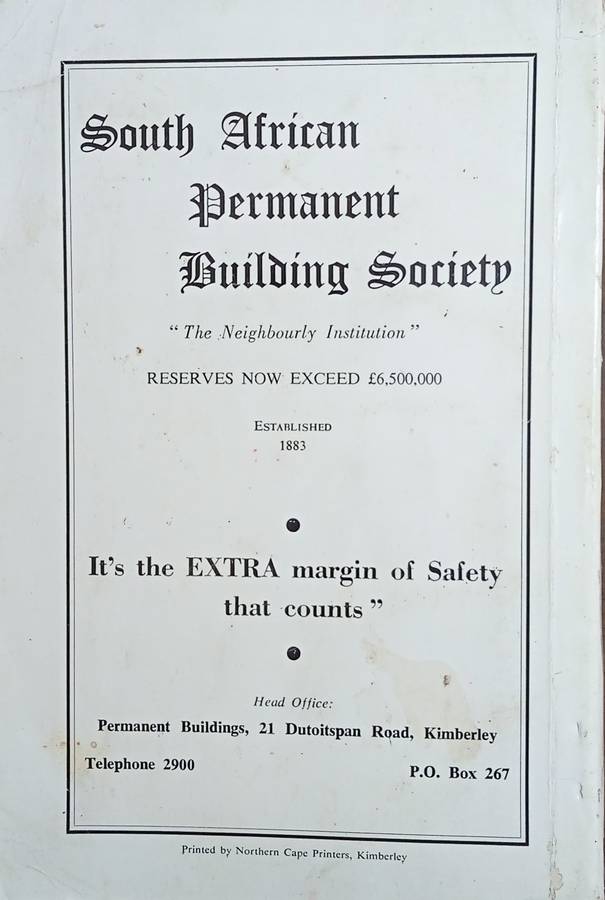 South African
Permanent
Building Society
" The Neighbourly Institution "
RESERVES NOW EXCEED £6,500,000
ESTABLISHED
1883
It's the EXTRA margin of Safety
that counts "
Head Office:
Permanent Buildings, 21 Dutoitspan Road, Kimberley
Telephone 2900
P.O. Box 267
Printed by Northern Cape Printers, Kimberley